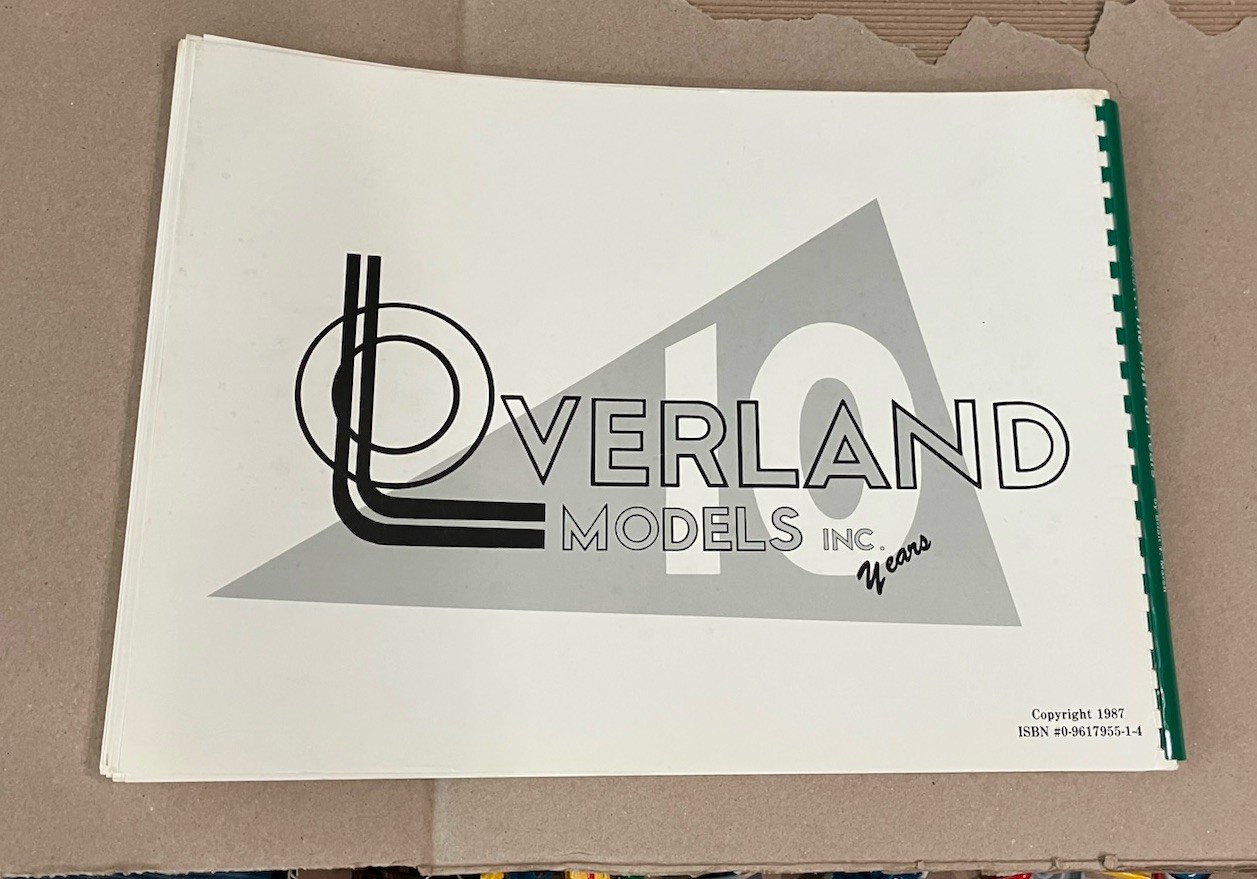 10
OVERLAND
MODELS INC.
Years
Copyright 1987
ISBN #0-9617955-1-4